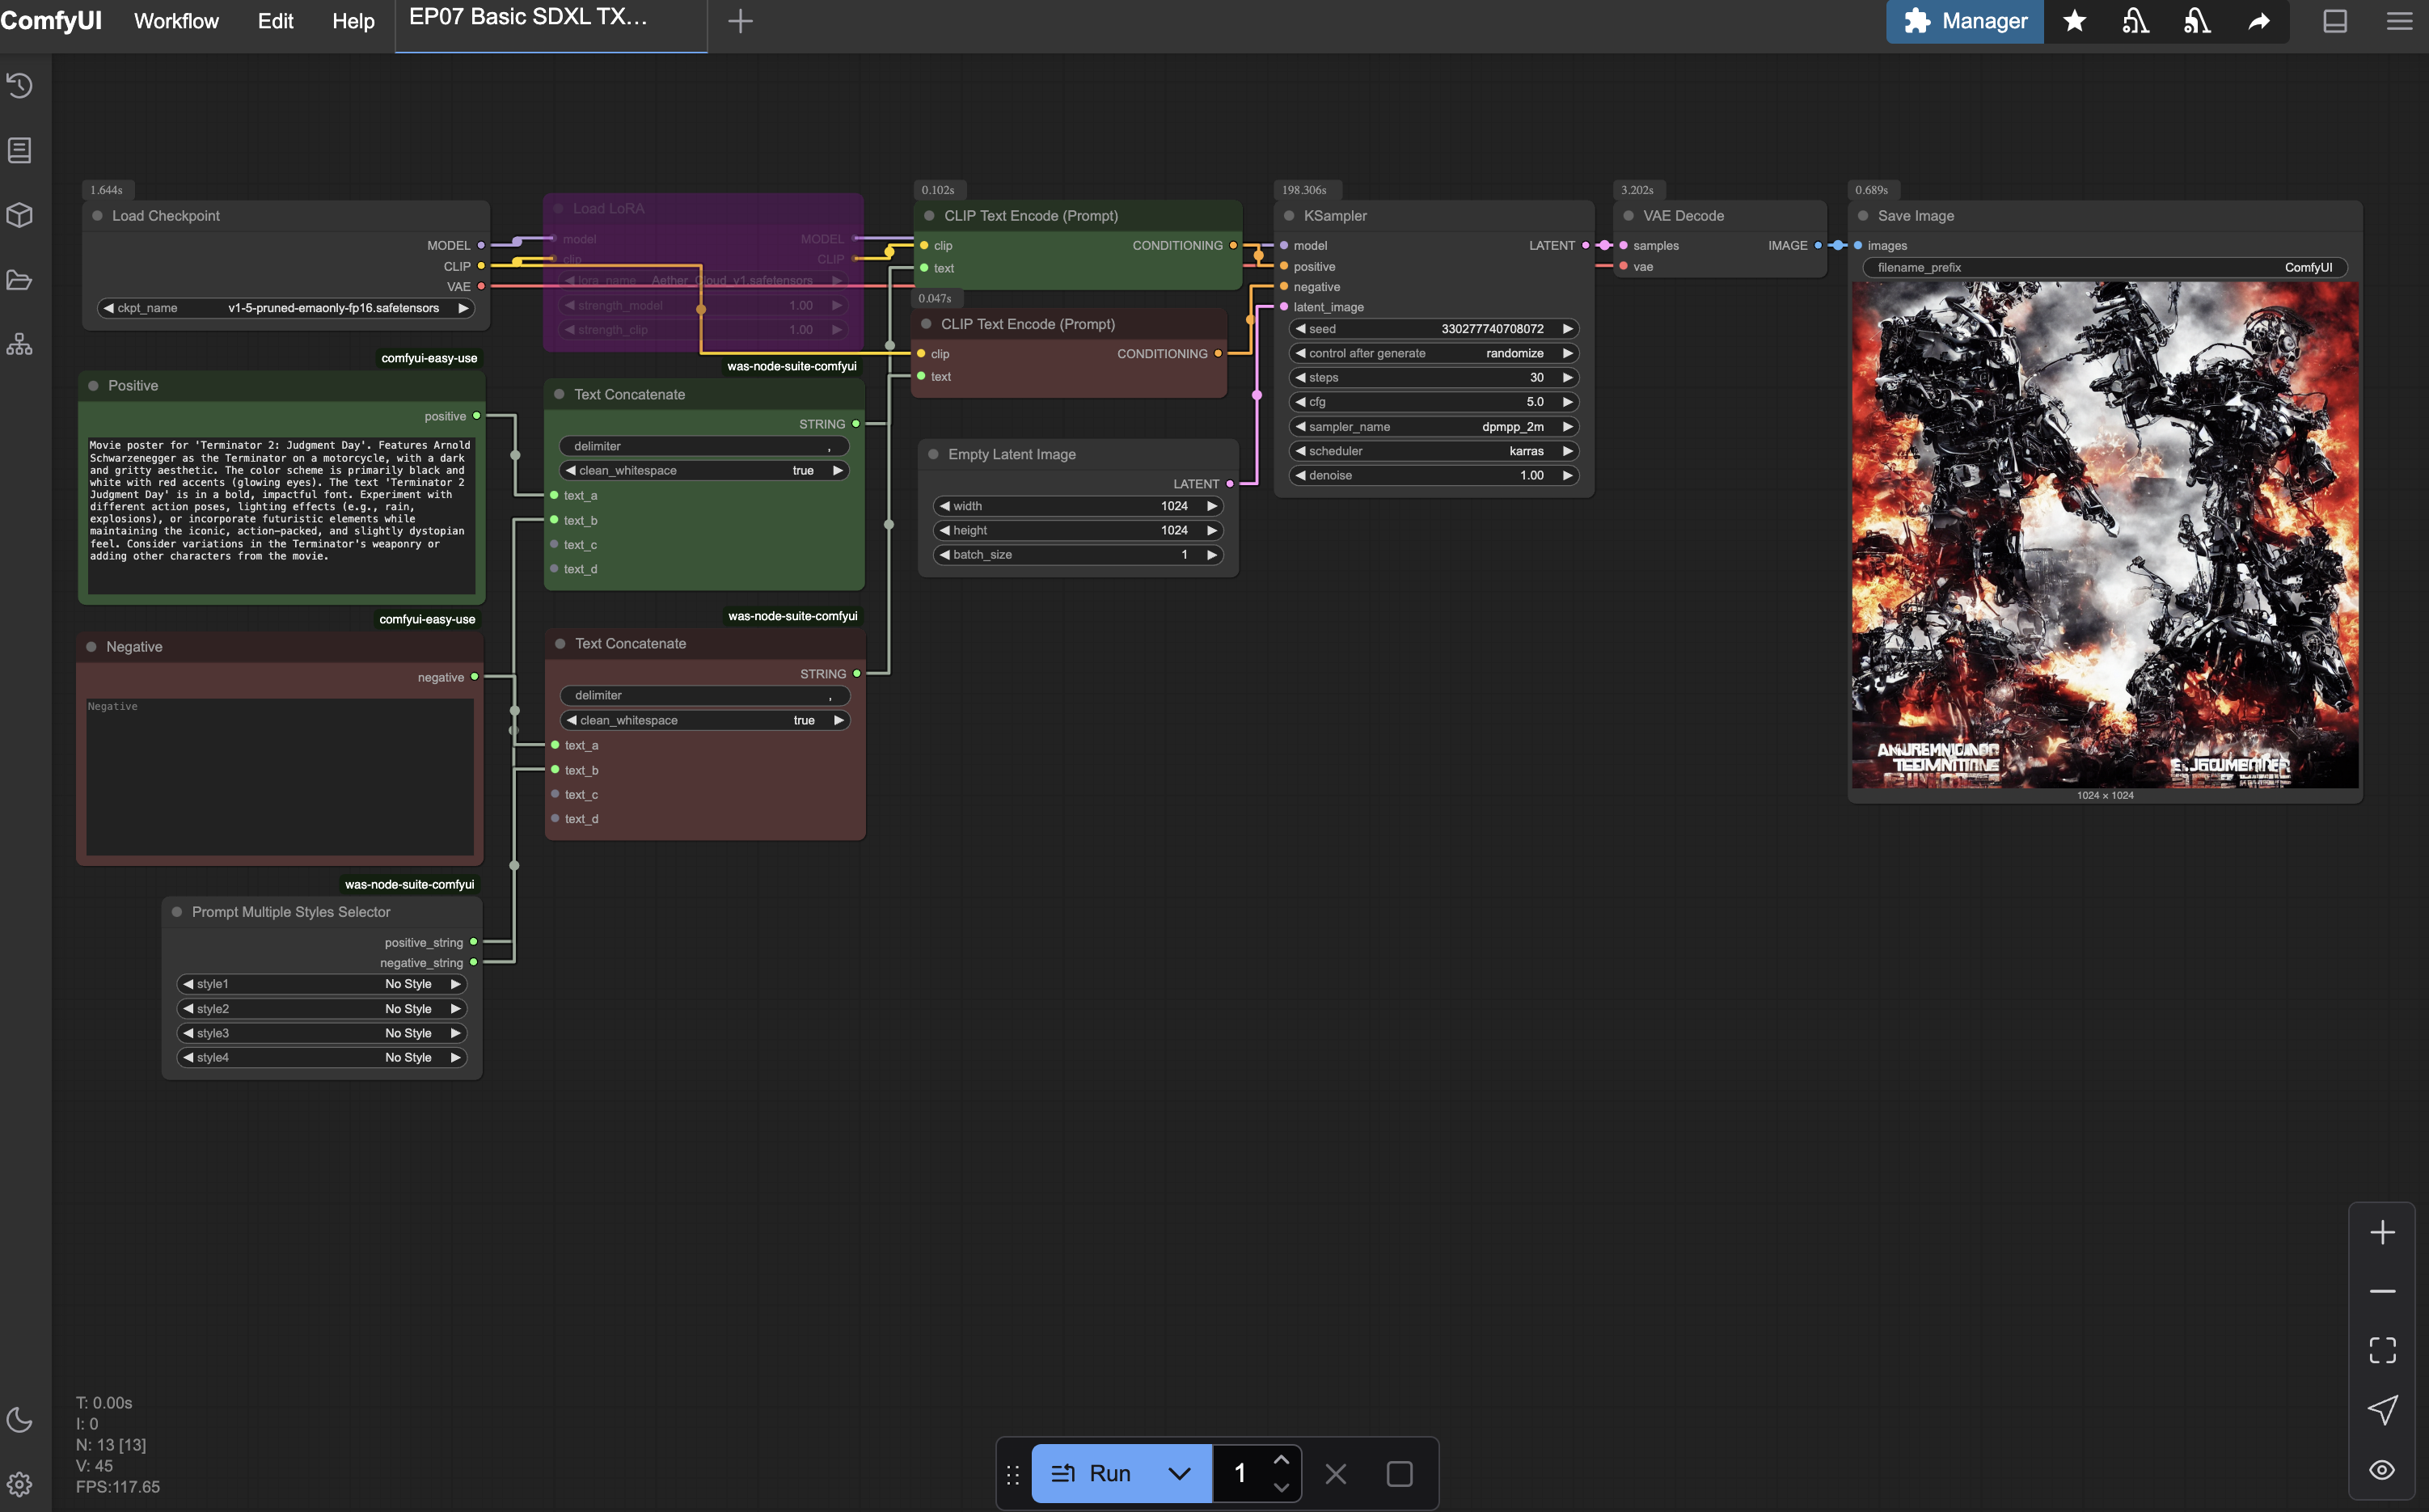 ComfyUI
Workflow
Edit
Help
EP07 Basic SDXL TX...
Manager
1.644s
Load Checkpoint
MODEL
CLIP
VAE
ckpt_name v1-5-pruned-emaonly-fp16.safetensors
Load LoRA
model MODEL
clip CLIP
lora_name Aether_Cloud_v1.safetensors
strength_model 1.00
strength_clip 1.00
0.102s
CLIP Text Encode (Prompt)
clip CONDITIONING
text
0.047s
CLIP Text Encode (Prompt)
clip CONDITIONING
text
198.306s
KSampler
model LATENT
positive
negative
latent_image
seed 330277740708072
control after generate randomize
steps 30
cfg 5.0
sampler_name dpmpp_2m
scheduler karras
denoise 1.00
3.202s
VAE Decode
samples IMAGE
vae
0.689s
Save Image
images
filename_prefix ComfyUI
1024 × 1024
comfyui-easy-use
Positive
positive
Movie poster for 'Terminator 2: Judgment Day'. Features Arnold
Schwarzenegger as the Terminator on a motorcycle, with a dark
and gritty aesthetic. The color scheme is primarily black and
white with red accents (glowing eyes). The text 'Terminator 2
Judgment Day' is in a bold, impactful font. Experiment with
different action poses, lighting effects (e.g., rain,
explosions), or incorporate futuristic elements while
maintaining the iconic, action-packed, and slightly dystopian
feel. Consider variations in the Terminator's weaponry or
adding other characters from the movie.
was-node-suite-comfyui
Text Concatenate
STRING
delimiter ,
clean_whitespace true
text_a
text_b
text_c
text_d
Empty Latent Image
LATENT
width 1024
height 1024
batch_size 1
comfyui-easy-use
Negative
negative
Negative
was-node-suite-comfyui
Text Concatenate
STRING
delimiter ,
clean_whitespace true
text_a
text_b
text_c
text_d
was-node-suite-comfyui
Prompt Multiple Styles Selector
positive_string
negative_string
style1 No Style
style2 No Style
style3 No Style
style4 No Style
T: 0.00s
I: 0
N: 13 [13]
V: 45
FPS:117.65
Run
1